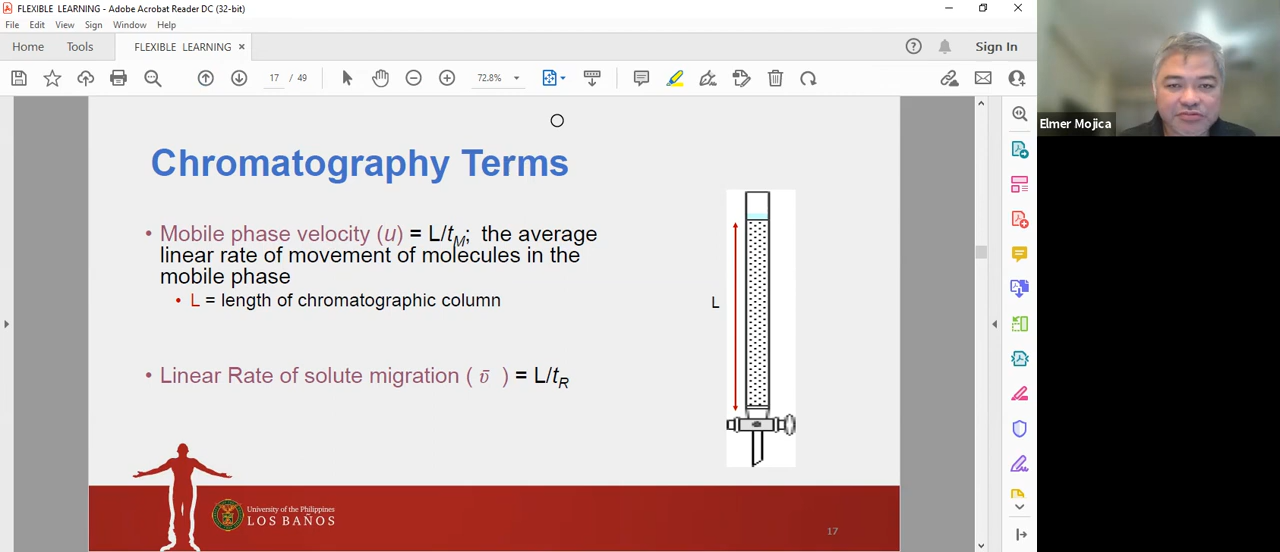 FLEXIBLE LEARNING - Adobe Acrobat Reader DC (32-bit)
File Edit View Sign Window Help
Home Tools FLEXIBLE LEARNING × Sign In
17 / 49 72.8%
Elmer Mojica
Chromatography Terms
• Mobile phase velocity (u) = L/tM; the average
linear rate of movement of molecules in the
mobile phase
• L = length of chromatographic column
L
• Linear Rate of solute migration ( ῡ ) = L/tR
University of the Philippines
LOS BAÑOS
17